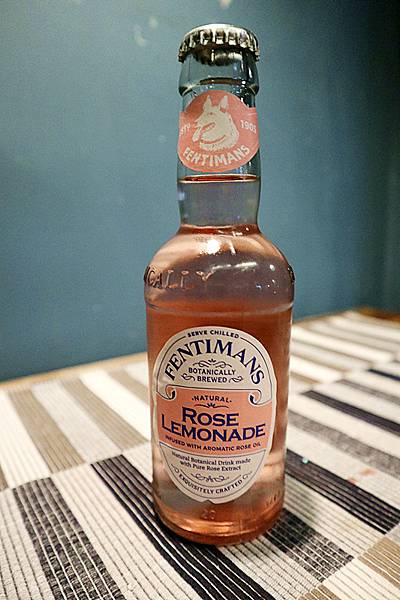 1905
FENTIMANS
CALLY
SERVE CHILLED
FENTIMANS
BOTANICALLY
BREWED
·NATURAL·
ROSE
LEMONADE
INFUSED WITH AROMATIC ROSE OIL
Natural Botanical Drink made
with Pure Rose Extract
EXQUISITELY CRAFTED